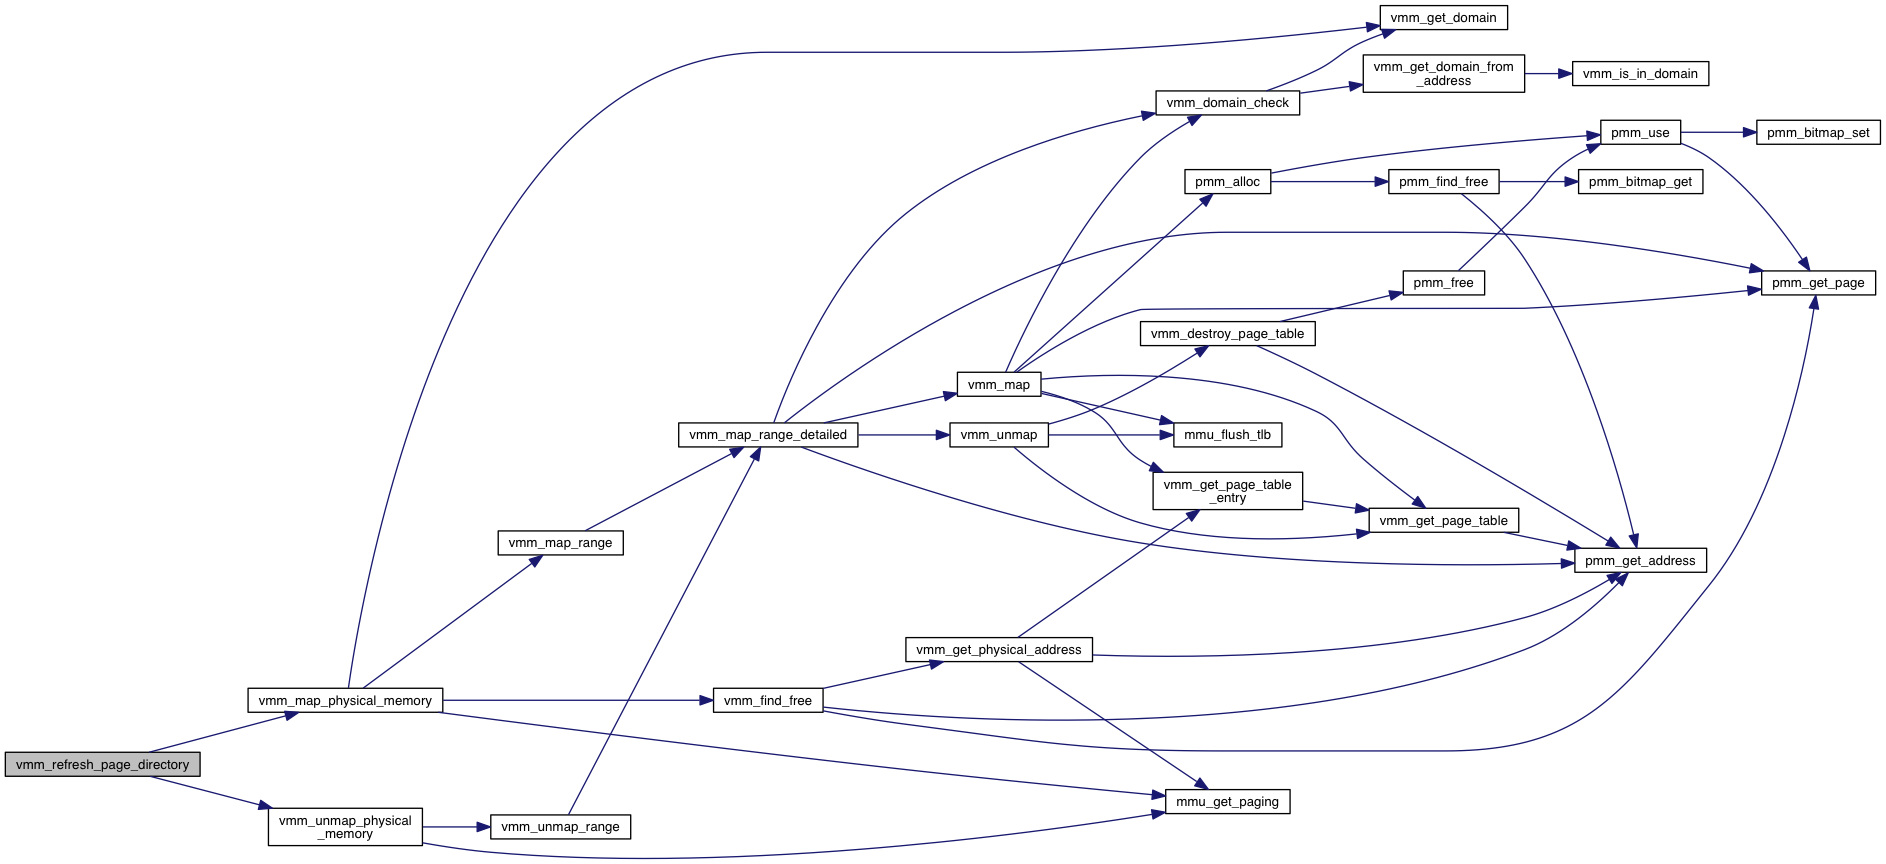 vmm_get_domain
vmm_get_domain_from
_address
vmm_is_in_domain
vmm_domain_check
pmm_use
pmm_bitmap_set
pmm_alloc
pmm_find_free
pmm_bitmap_get
pmm_free
pmm_get_page
vmm_destroy_page_table
vmm_map
vmm_map_range_detailed
vmm_unmap
mmu_flush_tlb
vmm_get_page_table
_entry
vmm_get_page_table
vmm_map_range
pmm_get_address
vmm_get_physical_address
vmm_map_physical_memory
vmm_find_free
vmm_refresh_page_directory
mmu_get_paging
vmm_unmap_physical
_memory
vmm_unmap_range